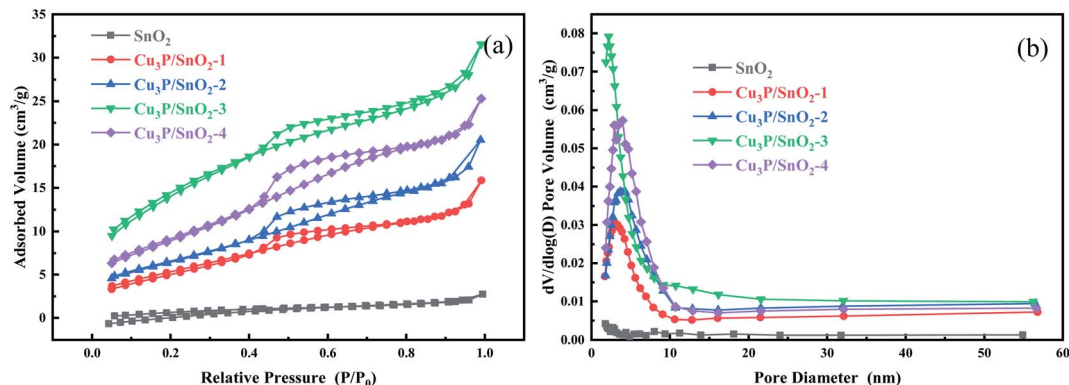 (a)
SnO₂
Cu₃P/SnO₂-1
Cu₃P/SnO₂-2
Cu₃P/SnO₂-3
Cu₃P/SnO₂-4
Adsorbed Volume (cm³/g)
35
30
25
20
15
10
5
0
0.0 0.2 0.4 0.6 0.8 1.0
Relative Pressure (P/P₀)
(b)
SnO₂
Cu₃P/SnO₂-1
Cu₃P/SnO₂-2
Cu₃P/SnO₂-3
Cu₃P/SnO₂-4
dV/dlog(D) Pore Volume (cm³/g)
0.08
0.07
0.06
0.05
0.04
0.03
0.02
0.01
0.00
0 10 20 30 40 50 60
Pore Diameter (nm)